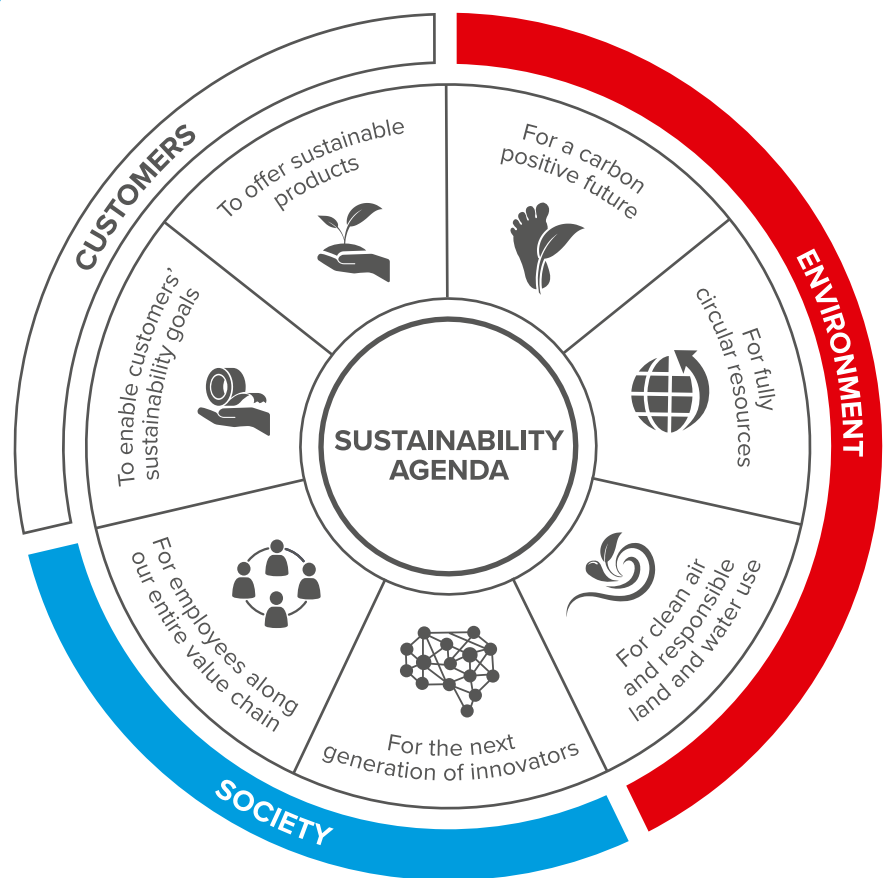 SUSTAINABILITY
AGENDA
CUSTOMERS
To offer sustainable
products
To enable customers’
sustainability goals
ENVIRONMENT
For a carbon
positive future
For fully
circular resources
For clean air
and responsible
land and water use
SOCIETY
For the next
generation of innovators
For employees along
our entire value chain